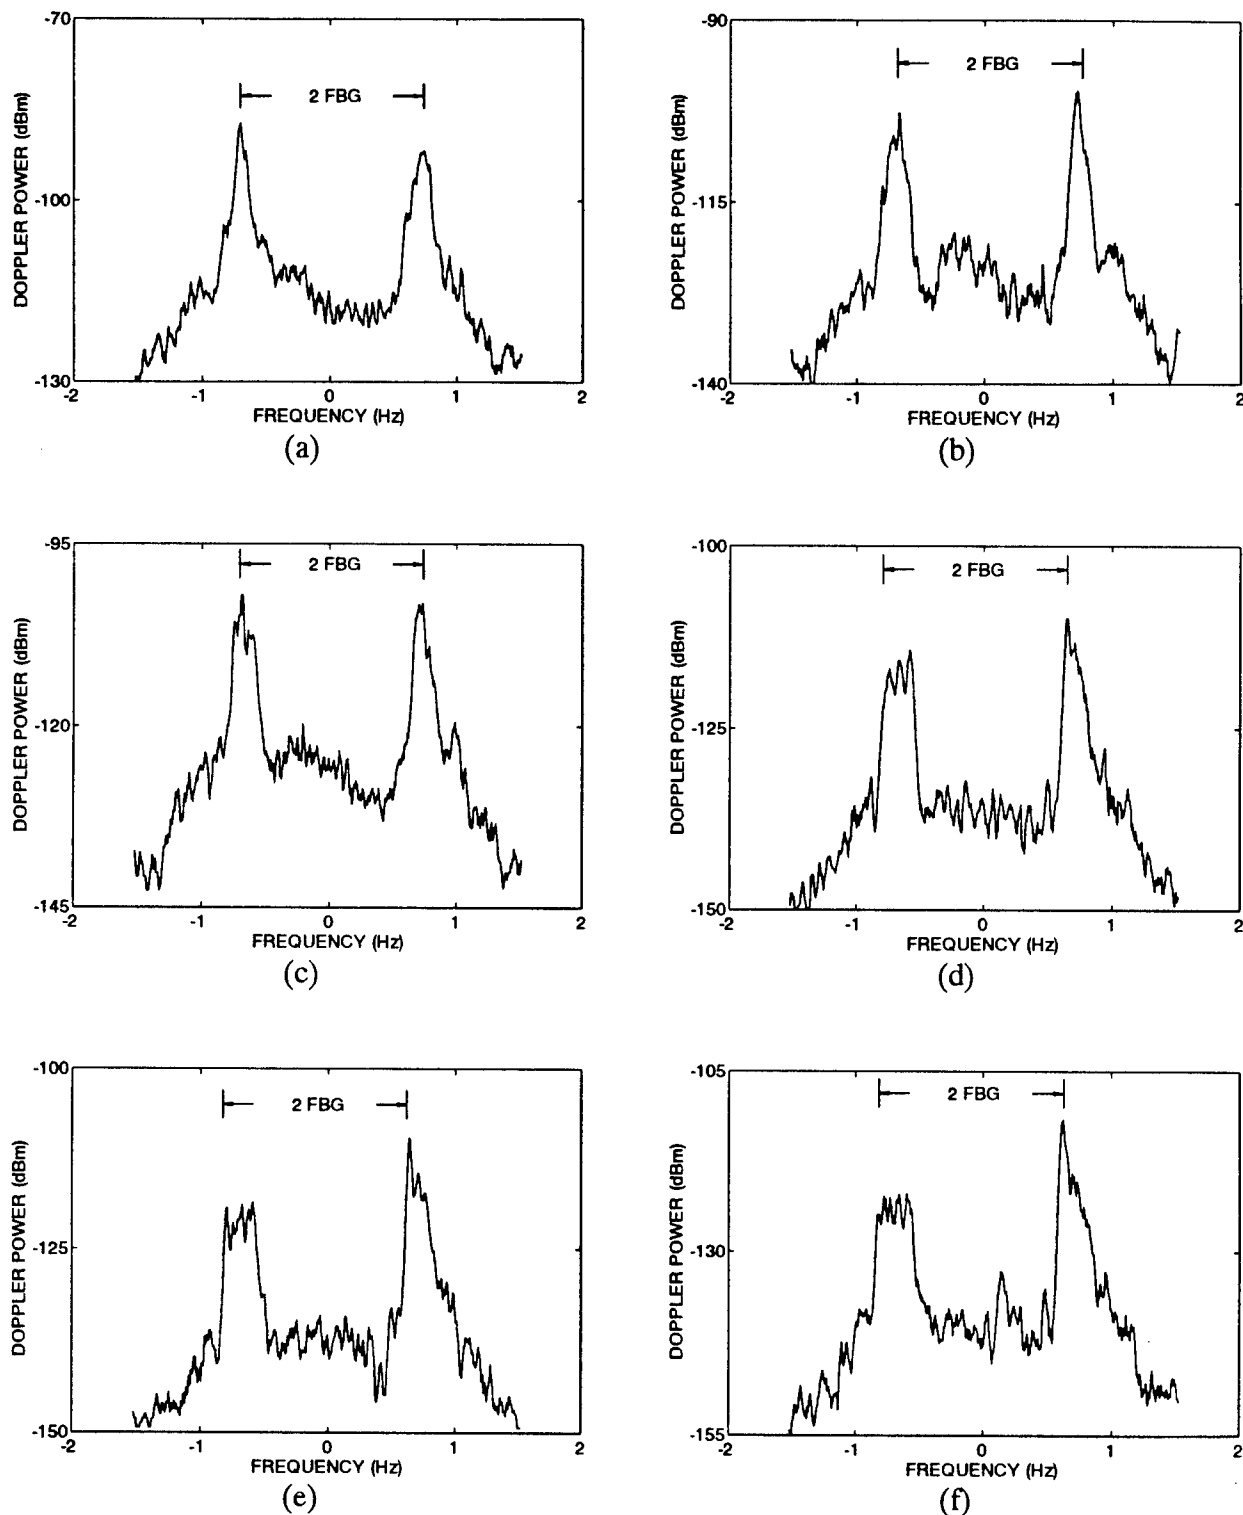 -70
2 FBG
-100
-130
DOPPLER POWER (dBm)
-2 -1 0 1 2
FREQUENCY (Hz)
(a)
-90
2 FBG
-115
-140
DOPPLER POWER (dBm)
-2 -1 0 1 2
FREQUENCY (Hz)
(b)
-95
2 FBG
-120
-145
DOPPLER POWER (dBm)
-2 -1 0 1 2
FREQUENCY (Hz)
(c)
-100
2 FBG
-125
-150
DOPPLER POWER (dBm)
-2 -1 0 1 2
FREQUENCY (Hz)
(d)
-100
2 FBG
-125
-150
DOPPLER POWER (dBm)
-2 -1 0 1 2
FREQUENCY (Hz)
(e)
-105
2 FBG
-130
-155
DOPPLER POWER (dBm)
-2 -1 0 1 2
FREQUENCY (Hz)
(f)